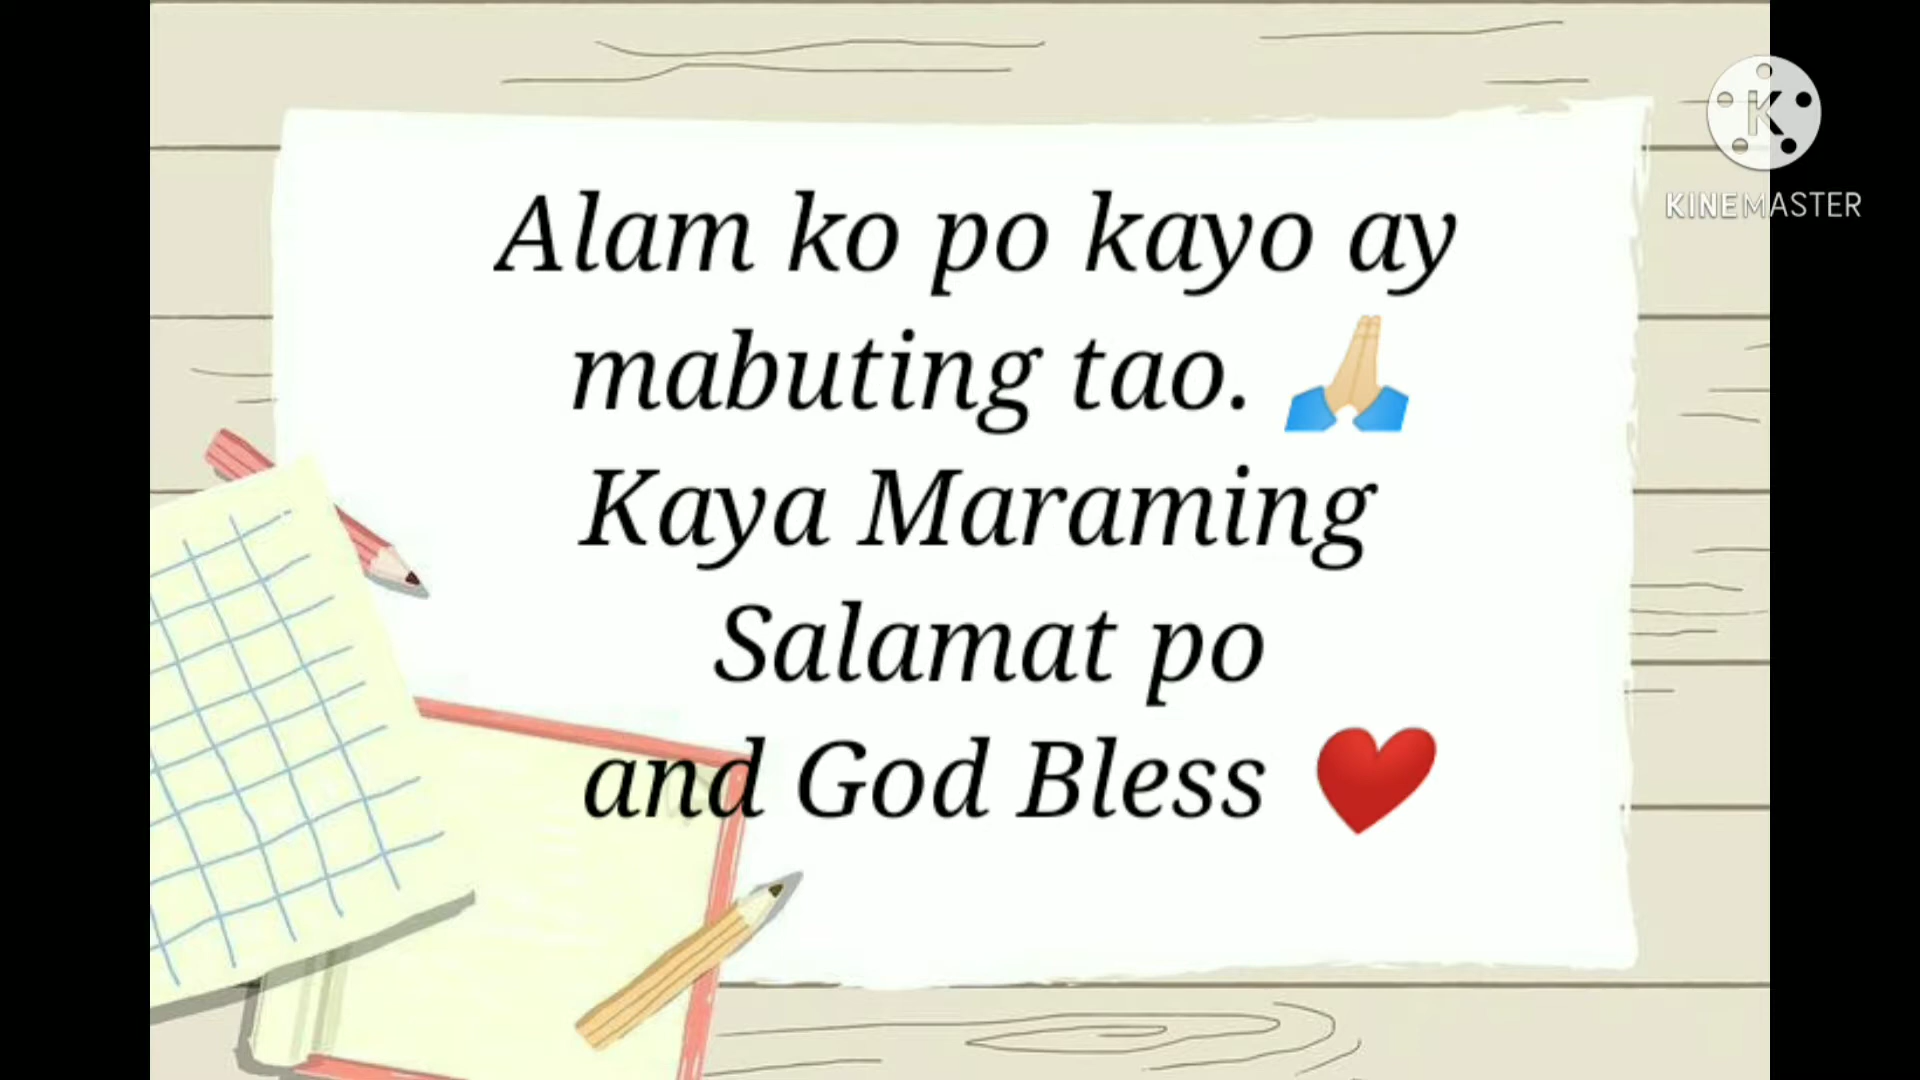 Alam ko po kayo ay
mabuting tao. 🙏🏼
Kaya Maraming
Salamat po
and God Bless ❤️
K
KINEMASTER